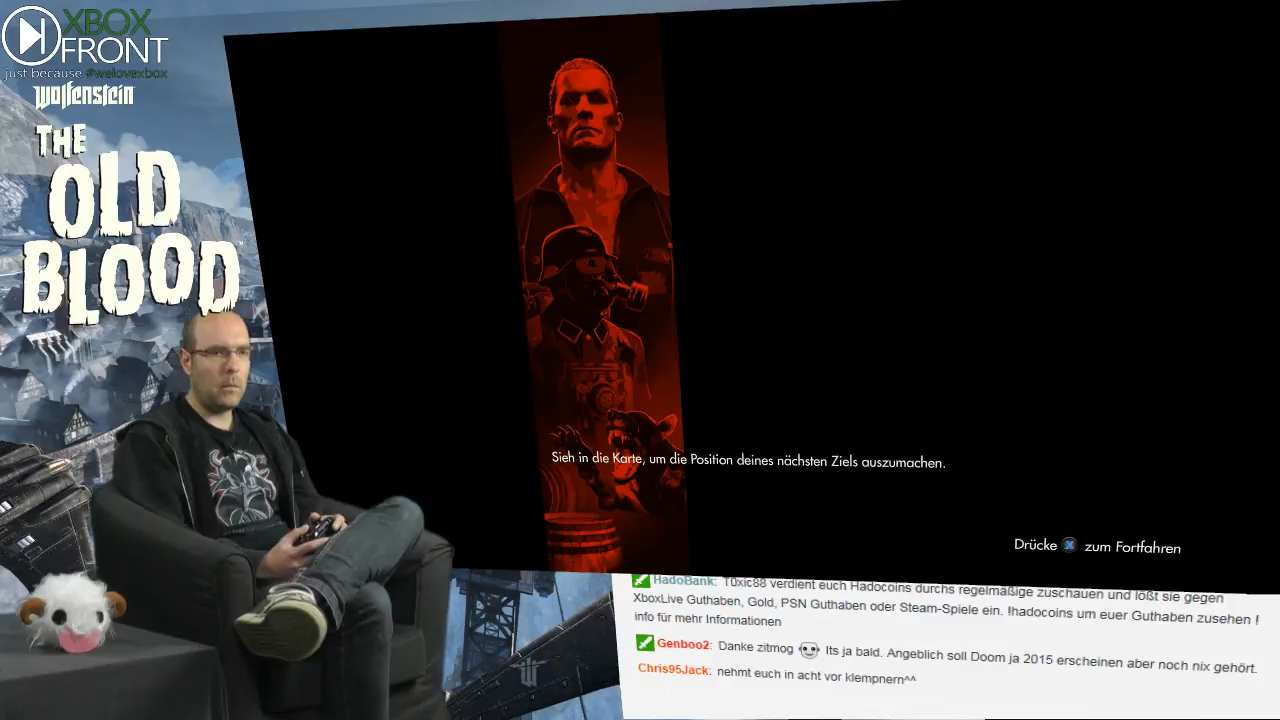 XBOX
FRONT
just because #welovexbox
Wolfenstein
THE
OLD
BLOOD™
Sieh in die Karte, um die Position deines nächsten Ziels auszumachen.
Drücke X zum Fortfahren
HadoBank: T0xic88 verdient euch Hadocoins durchs regelmäßige zuschauen und lößt sie gegen
XboxLive Guthaben, Gold, PSN Guthaben oder Steam-Spiele ein. !hadocoins um euer Guthaben zusehen !
info für mehr Informationen
Genboo2: Danke zitmog Its ja bald. Angeblich soll Doom ja 2015 erscheinen aber noch nix gehört.
Chris95Jack: nehmt euch in acht vor klempnern^^